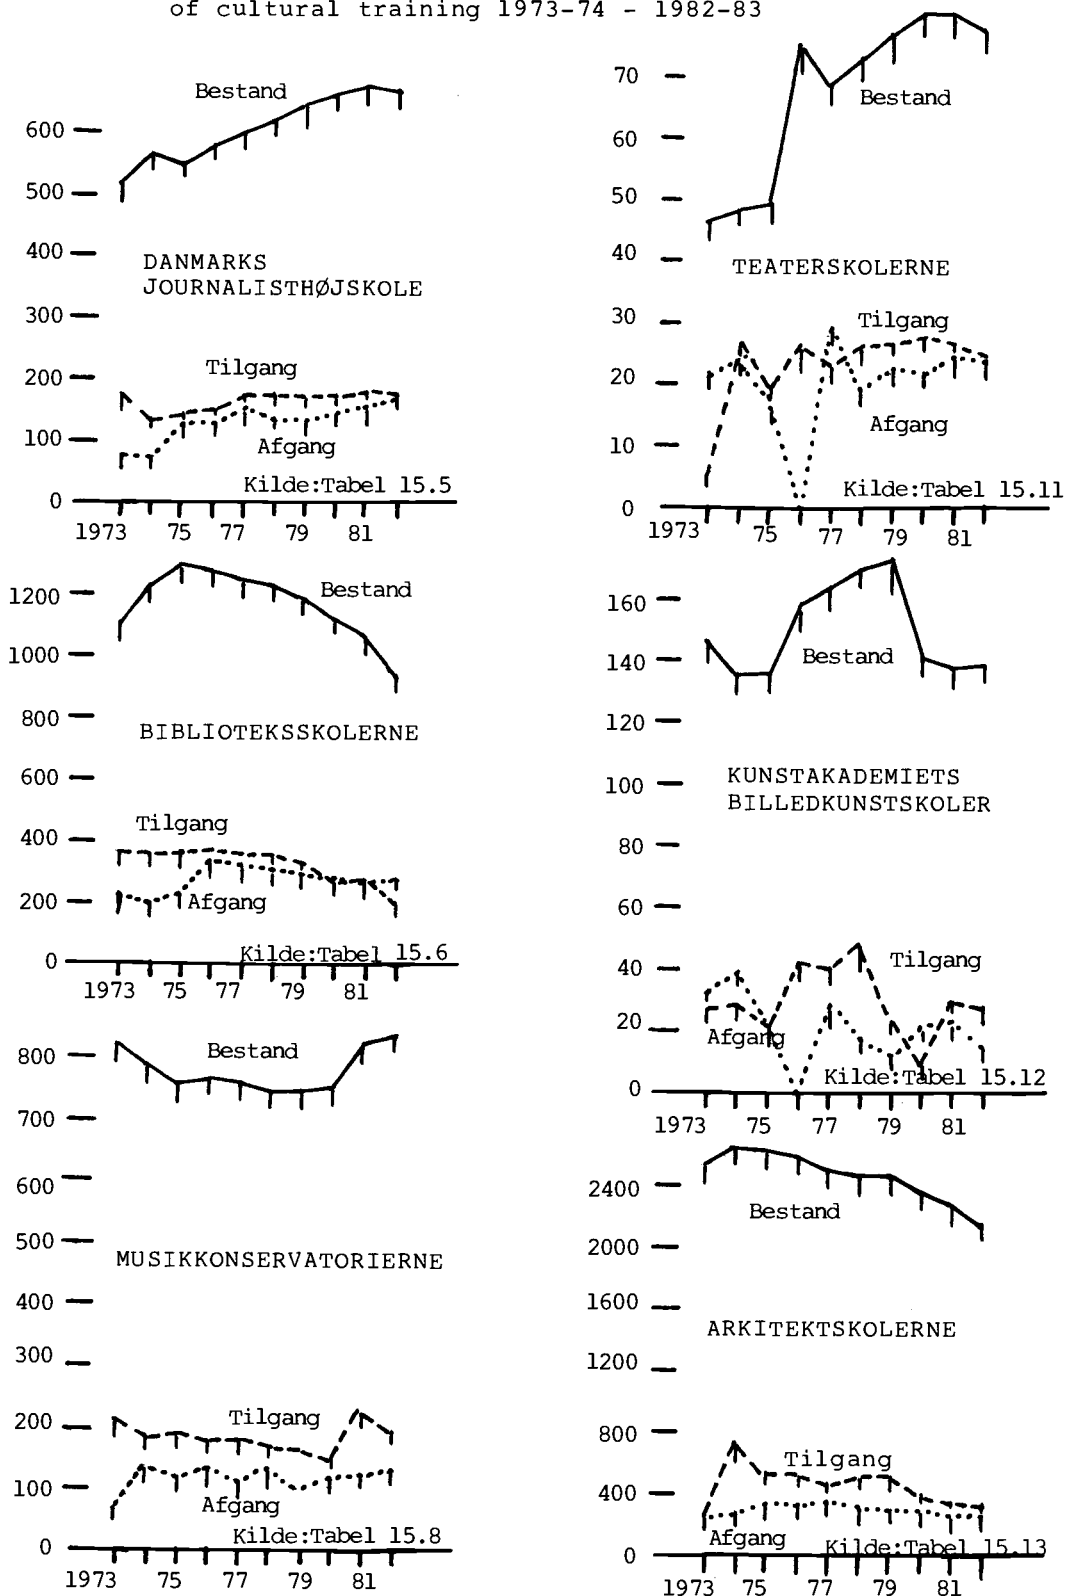 of cultural training 1973-74 - 1982-83
Bestand
600
500
400
DANMARKS
JOURNALISTHØJSKOLE
300
Tilgang
200
100
Afgang
Kilde:Tabel 15.5
0
1973 75 77 79 81
70
Bestand
60
50
40
TEATERSKOLERNE
30
Tilgang
20
Afgang
10
Kilde:Tabel 15.11
0
1973 75 77 79 81
1200
Bestand
1000
800
BIBLIOTEKSSKOLERNE
600
Tilgang
400
200
Afgang
Kilde:Tabel 15.6
0
1973 75 77 79 81
160
Bestand
140
120
KUNSTAKADEMIETS
100
BILLEDKUNSTSKOLER
80
60
Tilgang
40
20
Afgang
Kilde:Tabel 15.12
0
1973 75 77 79 81
800
Bestand
700
600
500
MUSIKKONSERVATORIERNE
400
300
Tilgang
200
100
Afgang
Kilde:Tabel 15.8
0
1973 75 77 79 81
2400
Bestand
2000
1600
ARKITEKTSKOLERNE
1200
800
Tilgang
400
Afgang
Kilde:Tabel 15.13
0
1973 75 77 79 81